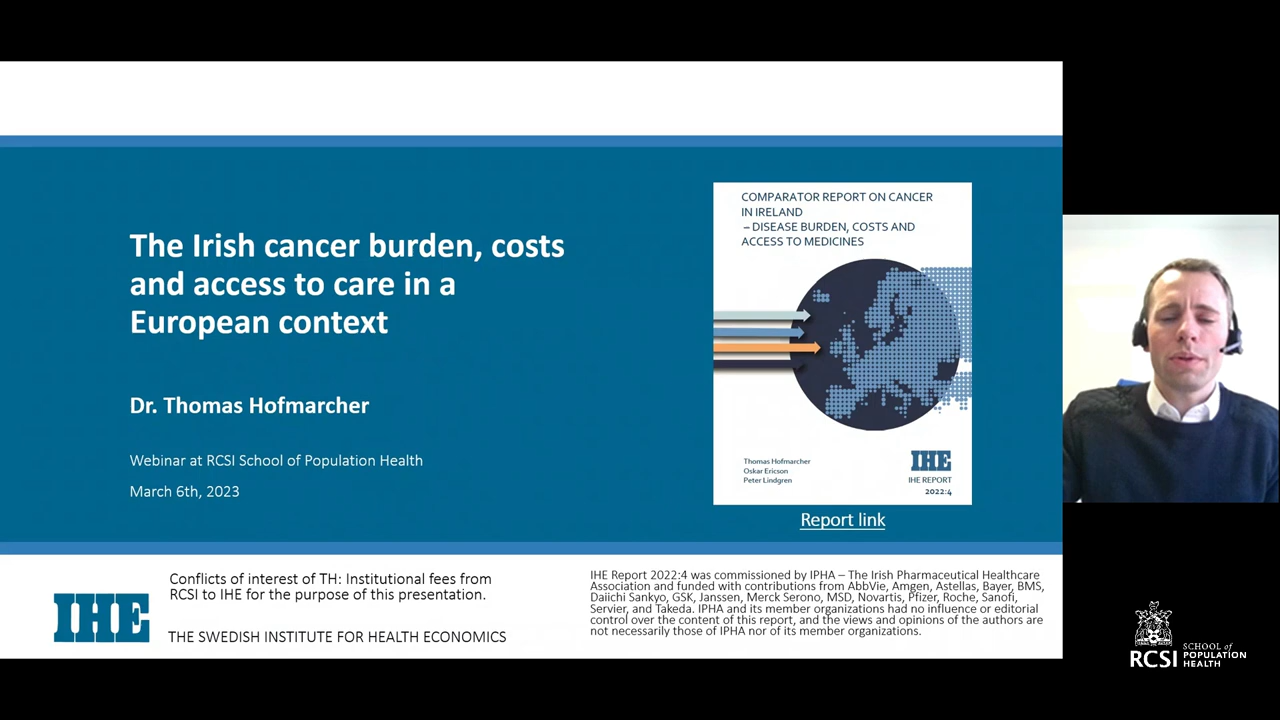 The Irish cancer burden, costs
and access to care in a
European context
Dr. Thomas Hofmarcher
Webinar at RCSI School of Population Health
March 6th, 2023
COMPARATOR REPORT ON CANCER
IN IRELAND
– DISEASE BURDEN, COSTS AND
ACCESS TO MEDICINES
Thomas Hofmarcher
Oskar Ericson
Peter Lindgren
IHE
IHE REPORT
2022:4
Report link
Conflicts of interest of TH: Institutional fees from
RCSI to IHE for the purpose of this presentation.
IHE
THE SWEDISH INSTITUTE FOR HEALTH ECONOMICS
IHE Report 2022:4 was commissioned by IPHA – The Irish Pharmaceutical Healthcare
Association and funded with contributions from AbbVie, Amgen, Astellas, Bayer, BMS,
Daiichi Sankyo, GSK, Janssen, Merck Serono, MSD, Novartis, Pfizer, Roche, Sanofi,
Servier, and Takeda. IPHA and its member organizations had no influence or editorial
control over the content of this report, and the views and opinions of the authors are
not necessarily those of IPHA nor of its member organizations.
RCSI
SCHOOL of
POPULATION
HEALTH